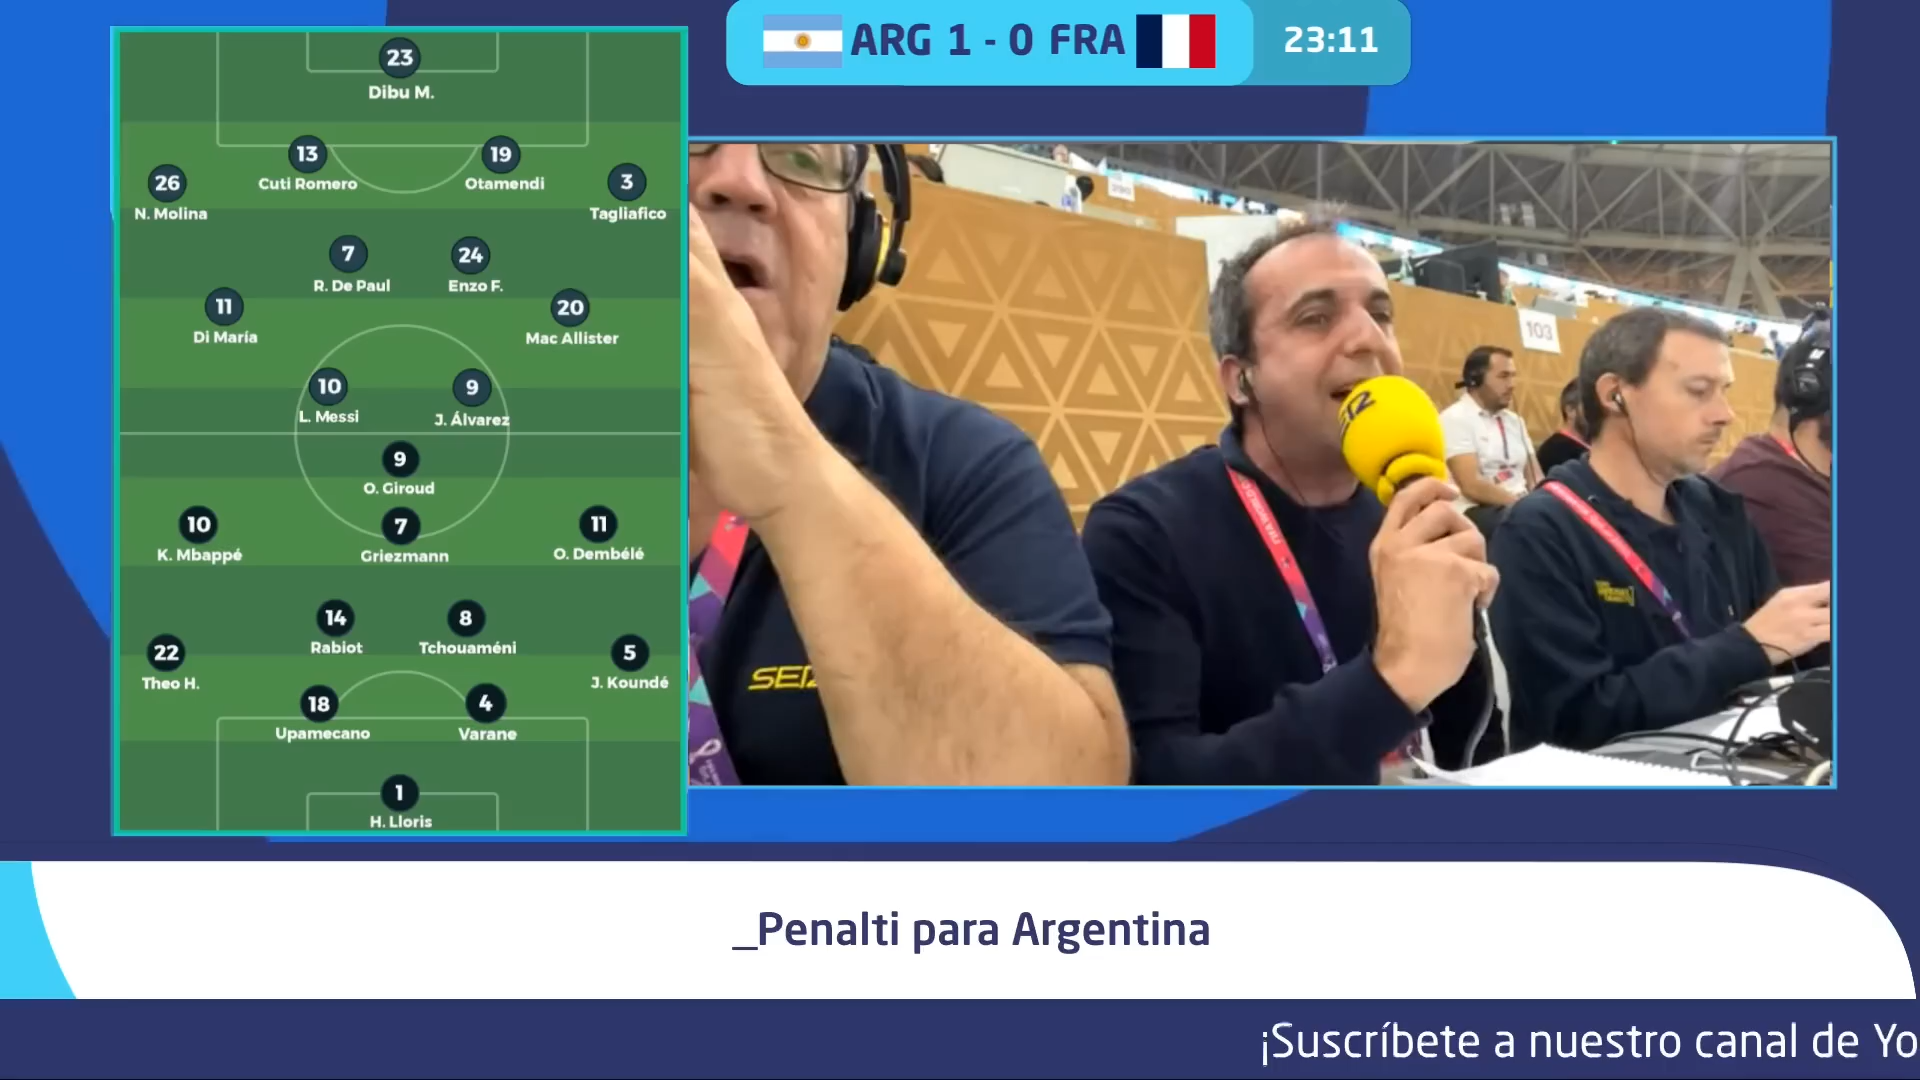 ARG 1 - 0 FRA
23:11
23
Dibu M.
13
Cuti Romero
19
Otamendi
26
N. Molina
3
Tagliafico
7
R. De Paul
24
Enzo F.
11
Di María
20
Mac Allister
10
L. Messi
9
J. Álvarez
9
O. Giroud
10
K. Mbappé
7
Griezmann
11
O. Dembélé
14
Rabiot
8
Tchouaméni
22
Theo H.
5
J. Koundé
18
Upamecano
4
Varane
1
H. Lloris
103
_Penalti para Argentina
¡Suscríbete a nuestro canal de Yo